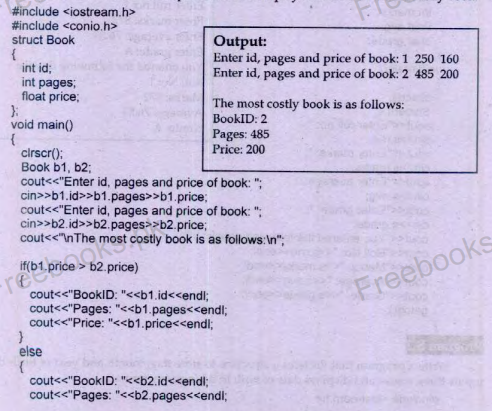 #include <iostream.h>
#include <conio.h>
struct Book
{
int id;
int pages;
float price;
};
void main()
{
clrscr();
Book b1, b2;
cout<<"Enter id, pages and price of book: ";
cin>>b1.id>>b1.pages>>b1.price;
cout<<"Enter id, pages and price of book: ";
cin>>b2.id>>b2.pages>>b2.price;
cout<<"\nThe most costly book is as follows:\n";
if(b1.price > b2.price)
{
cout<<"BookID: "<<b1.id<<endl;
cout<<"Pages: "<<b1.pages<<endl;
cout<<"Price: "<<b1.price<<endl;
}
else
{
cout<<"BookID: "<<b2.id<<endl;
cout<<"Pages: "<<b2.pages<<endl;
Output:
Enter id, pages and price of book: 1 250 160
Enter id, pages and price of book: 2 485 200
The most costly book is as follows:
BookID: 2
Pages: 485
Price: 200
Freebooks